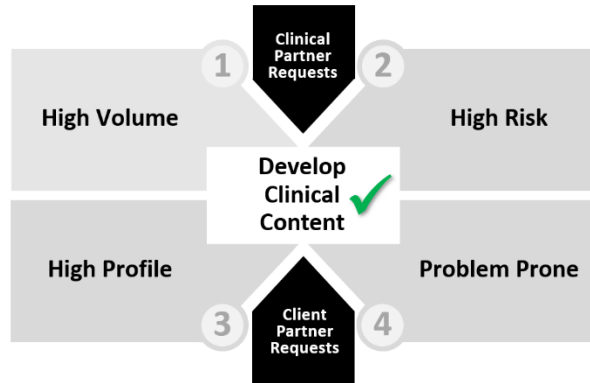 Clinical
Partner
Requests
1
2
High Volume
High Risk
Develop
Clinical
Content
High Profile
Problem Prone
3
4
Client
Partner
Requests